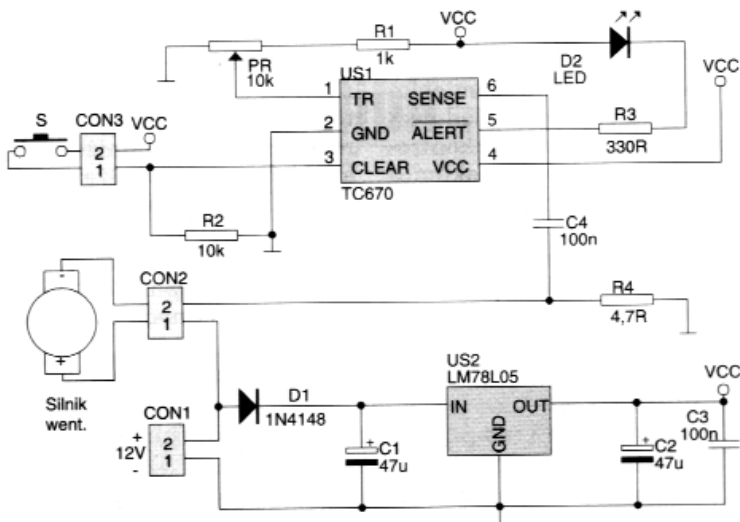 VCC
R1
1k
PR
10k
D2
LED
VCC
US1
1
TR
SENSE
6
2
GND
ALERT
5
3
CLEAR
VCC
4
TC670
R3
330R
S
CON3
VCC
2
1
R2
10k
C4
100n
CON2
2
1
-
+
Silnik
went.
R4
4,7R
US2
LM78L05
IN
OUT
GND
VCC
D1
1N4148
CON1
+
12V
-
2
1
+
C1
47u
+
C2
47u
C3
100n